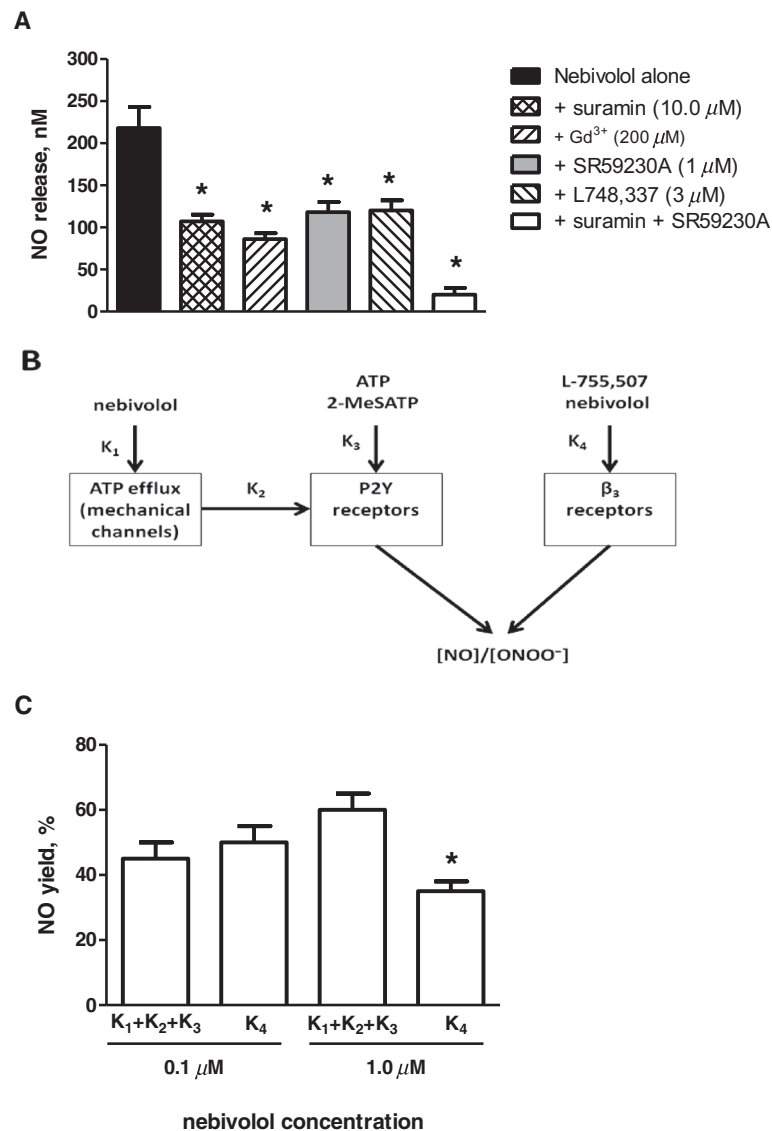 A
300
250
200
150
100
50
0
NO release, nM
*
*
*
*
*
Nebivolol alone
+ suramin (10.0 μM)
+ Gd³⁺ (200 μM)
+ SR59230A (1 μM)
+ L748,337 (3 μM)
+ suramin + SR59230A
B
nebivolol
ATP
2-MeSATP
L-755,507
nebivolol
K₁
K₃
K₄
ATP efflux
(mechanical
channels)
K₂
P2Y
receptors
β₃
receptors
[NO]/[ONOO⁻]
C
80
60
40
20
0
NO yield, %
*
K₁+K₂+K₃
K₄
K₁+K₂+K₃
K₄
0.1 μM
1.0 μM
nebivolol concentration